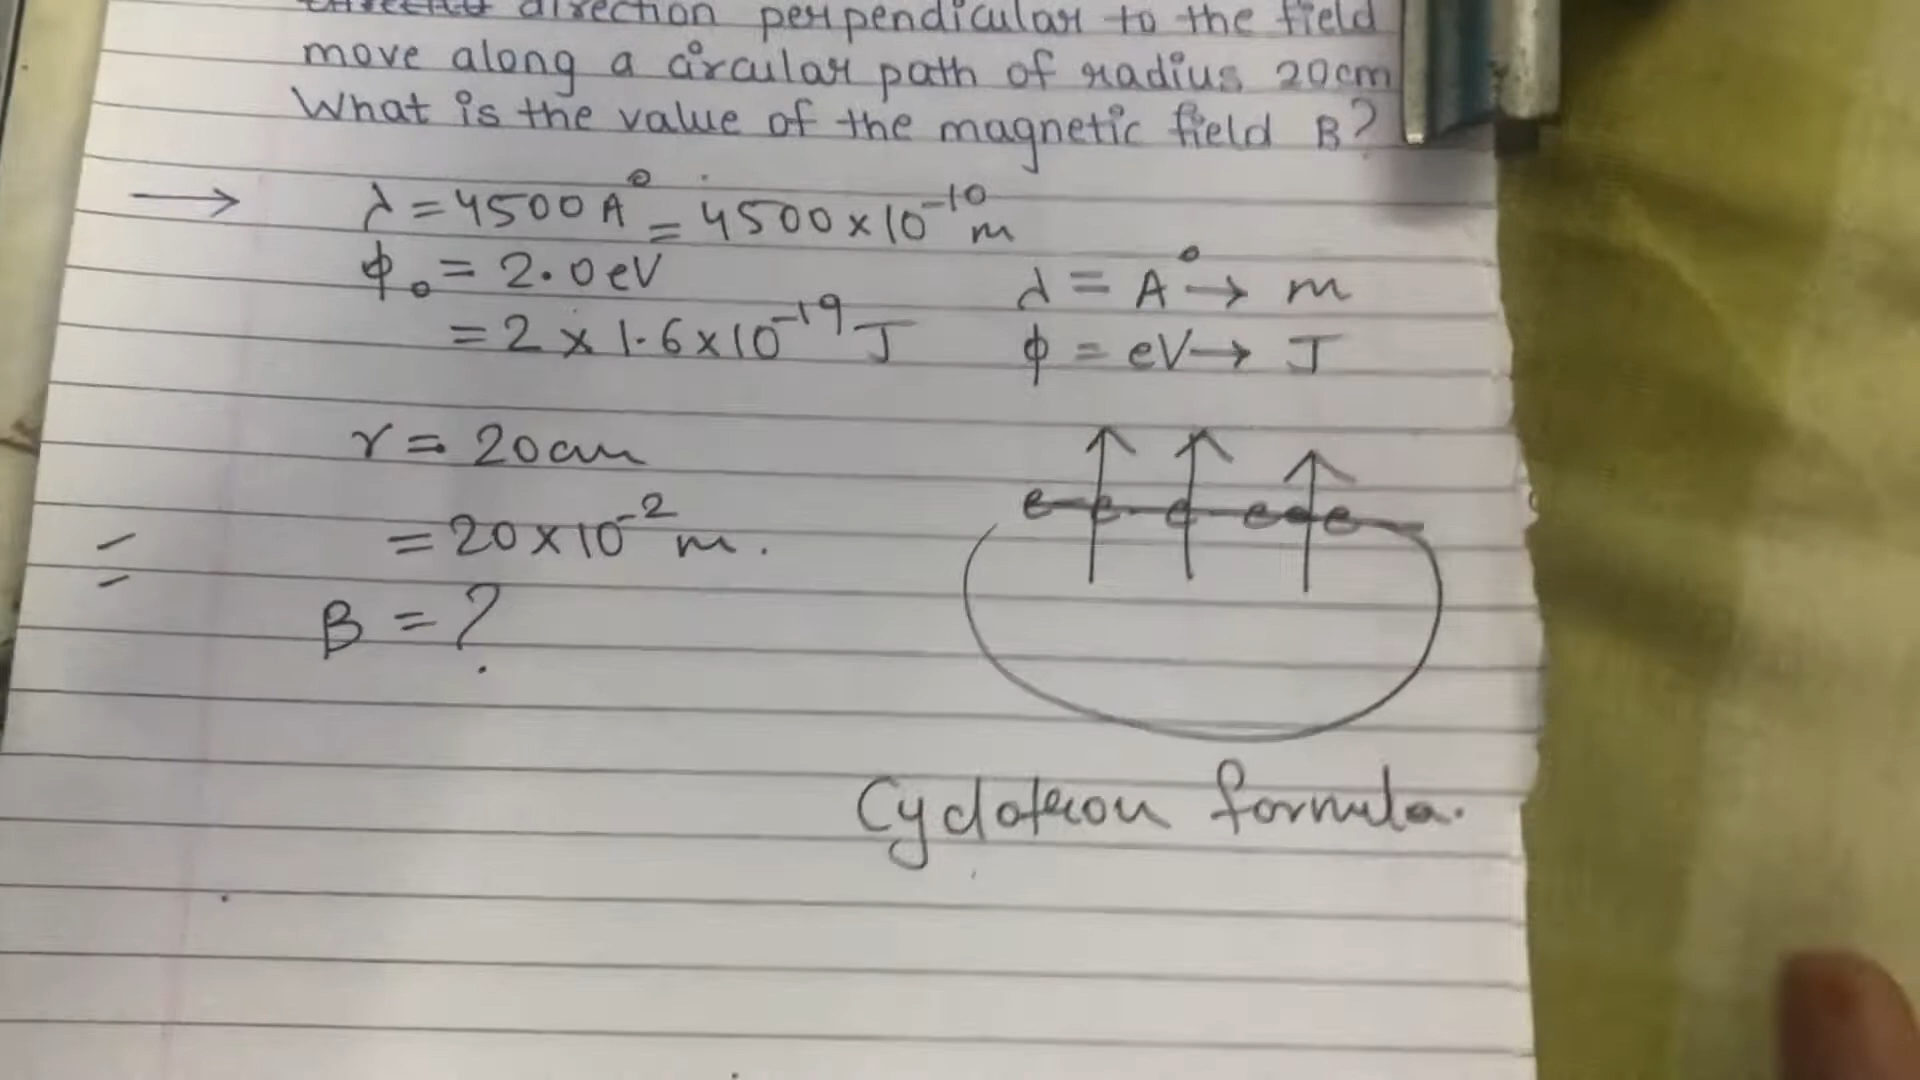 direction perpendicular to the field
move along a circular path of radius 20cm
What is the value of the magnetic field B?
→ λ = 4500 A° = 4500 × 10⁻¹⁰ m
ϕ₀ = 2.0 eV
= 2 × 1.6 × 10⁻¹⁹ J
λ = A° → m
ϕ = eV → J
r = 20cm
= 20 × 10⁻² m.
B = ?
e e e e e
Cyclotron formula.